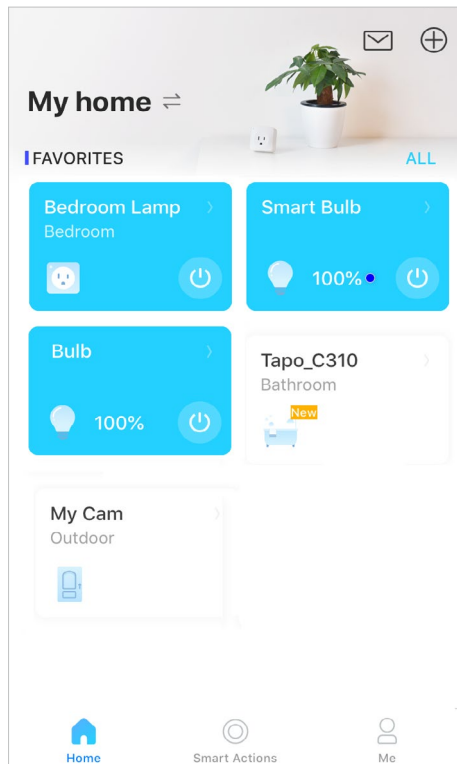 My home
FAVORITES
ALL
Bedroom Lamp
Bedroom
Smart Bulb
100%
Bulb
100%
Tapo_C310
Bathroom
New
My Cam
Outdoor
Home
Smart Actions
Me